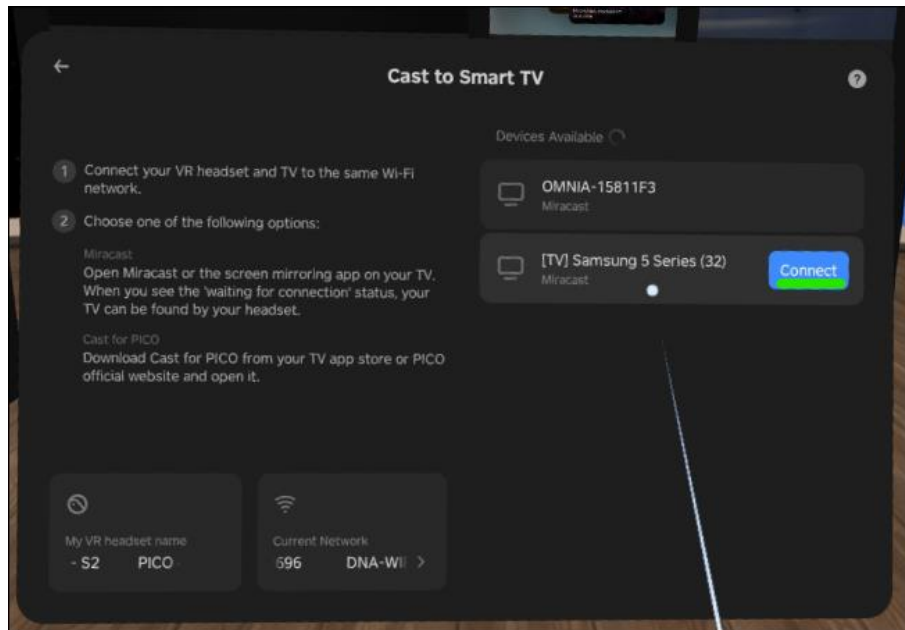 Cast to Smart TV
?
1 Connect your VR headset and TV to the same Wi-Fi
network.
2 Choose one of the following options:
Miracast
Open Miracast or the screen mirroring app on your TV.
When you see the 'waiting for connection' status, your
TV can be found by your headset.
Cast for PICO
Download Cast for PICO from your TV app store or PICO
official website and open it.
My VR headset name
- S2 PICO
Current Network
696 DNA-WI
Devices Available
OMNIA-15811F3
Miracast
[TV] Samsung 5 Series (32)
Miracast
Connect